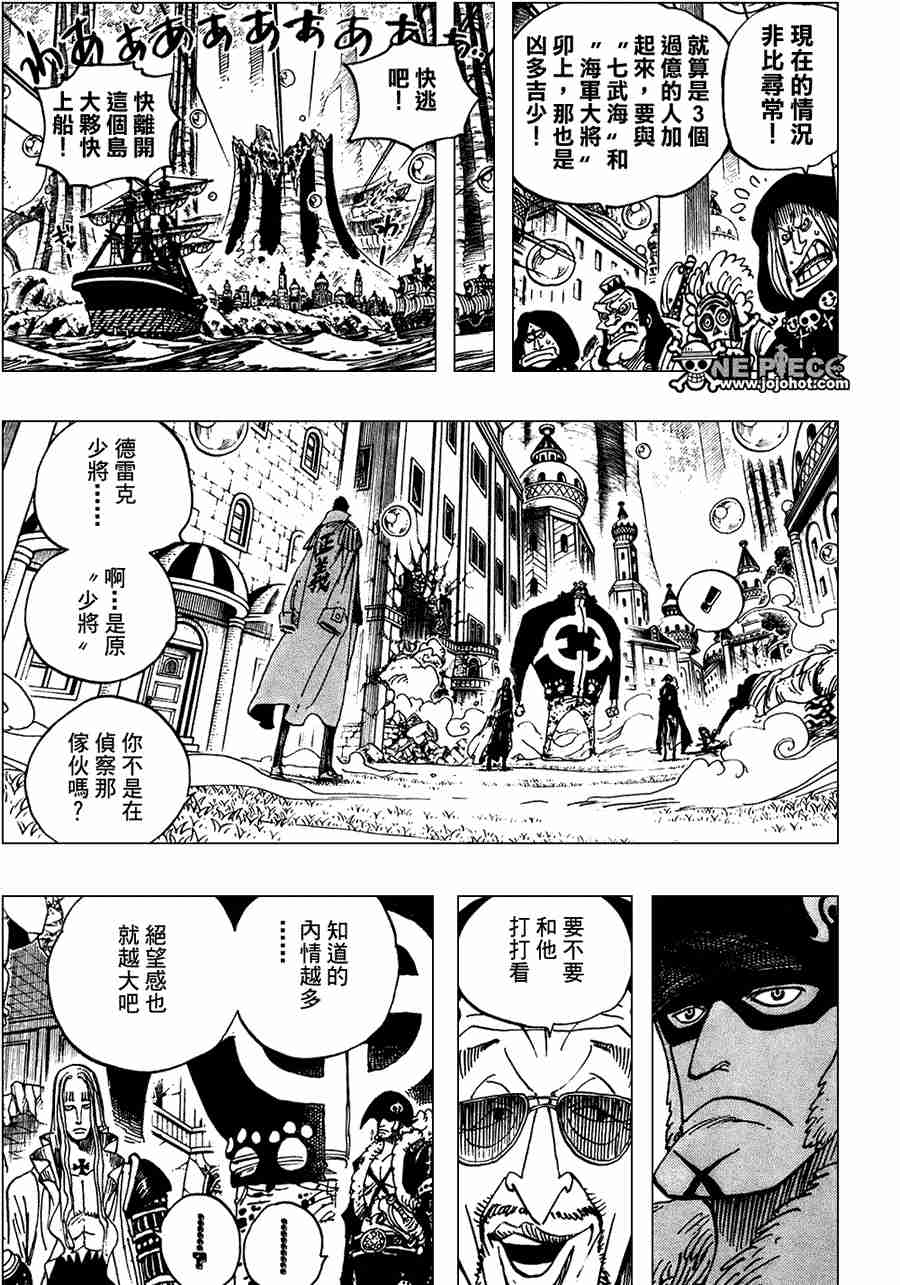 現在的情況
非比尋常！
就算是3個
過億的人加
起來，要與
〝七武海〞和
〝海軍大將〞
卯上，那也是
凶多吉少！
ONE PIECE
www.jojohot.com
わあああああああぁぁ‥
快逃
吧！
快離開
這個島
大夥快
上船！
！
正義
德雷克
少將……
啊…是原
〝少將〞
你不是在
偵察那
傢伙嗎？
要不要
和他
打打看
知道的
內情越多
……
絕望感也
就越大吧
………
………